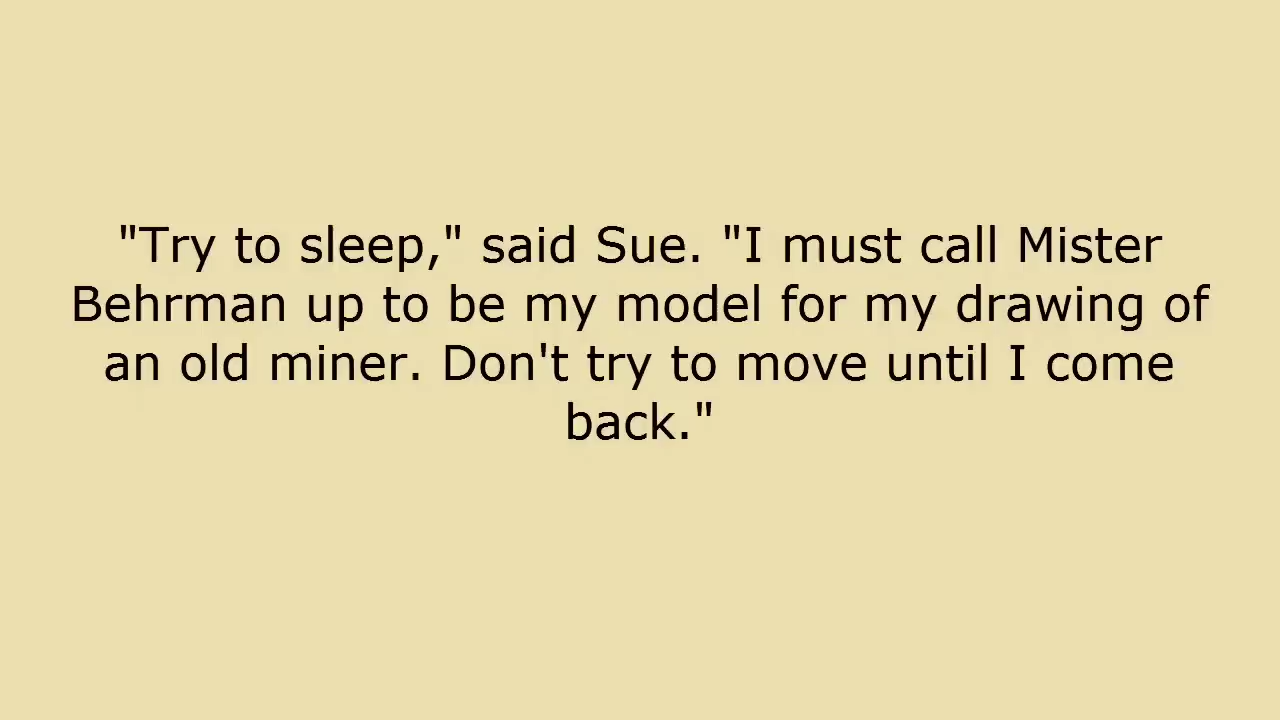 "Try to sleep," said Sue. "I must call Mister
Behrman up to be my model for my drawing of
an old miner. Don't try to move until I come
back."